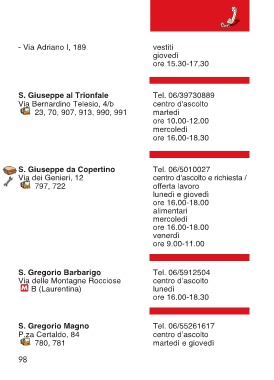 - Via Adriano I, 189
vestiti
giovedì
ore 15.30-17.30
S. Giuseppe al Trionfale
Via Bernardino Telesio, 4/b
23, 70, 907, 913, 990, 991
Tel. 06/39730889
centro d'ascolto
martedì
ore 10.00-12.00
mercoledì
ore 16.00-18.30
S. Giuseppe da Copertino
Via dei Genieri, 12
797, 722
Tel. 06/5010027
centro d'ascolto e richiesta /
offerta lavoro
lunedì e giovedì
ore 16.00-18.00
alimentari
mercoledì
ore 16.00-18.00
venerdì
ore 9.00-11.00
S. Gregorio Barbarigo
Via delle Montagne Rocciose
M B (Laurentina)
Tel. 06/5912504
centro d'ascolto
lunedì
ore 16.00-18.30
S. Gregorio Magno
P.za Certaldo, 84
780, 781
Tel. 06/55261617
centro d'ascolto
martedì e giovedì
98